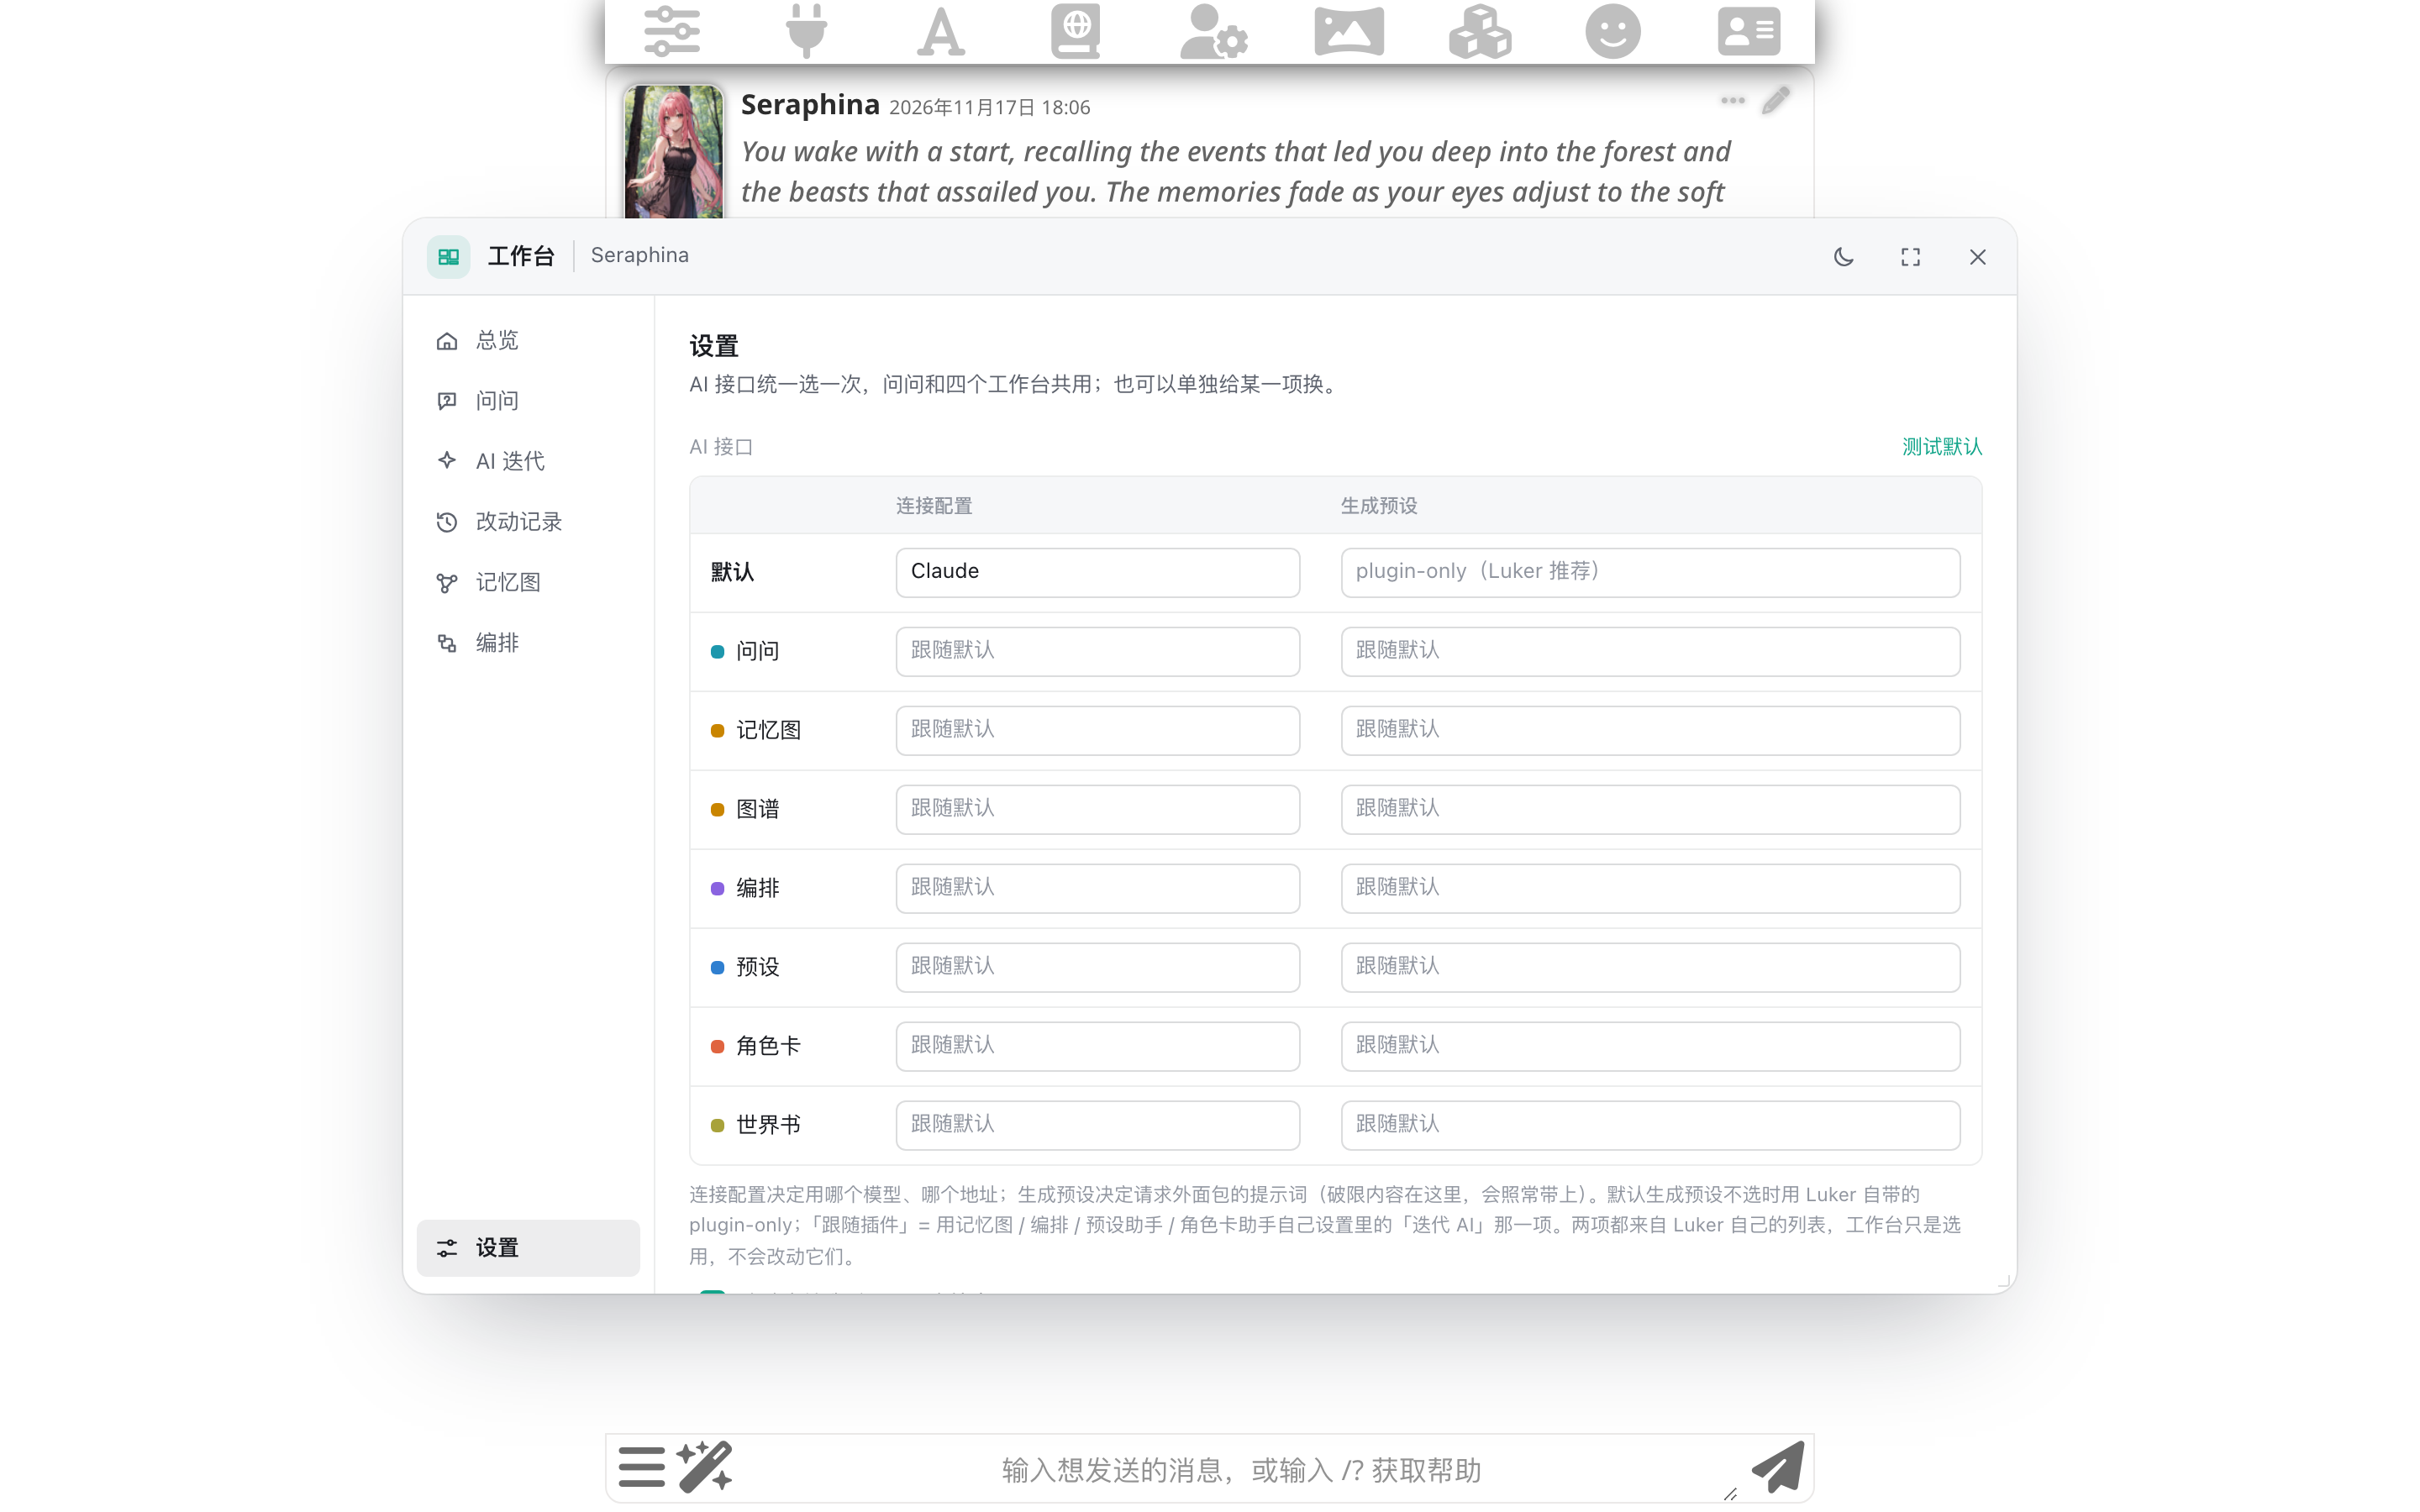 Seraphina 2026年11月17日 18:06
You wake with a start, recalling the events that led you deep into the forest and
the beasts that assailed you. The memories fade as your eyes adjust to the soft
工作台 Seraphina
总览
问问
AI 迭代
改动记录
记忆图
编排
设置
设置
AI 接口统一选一次，问问和四个工作台共用；也可以单独给某一项换。
AI 接口 测试默认
连接配置 生成预设
默认 Claude plugin-only（Luker 推荐）
问问 跟随默认 跟随默认
记忆图 跟随默认 跟随默认
图谱 跟随默认 跟随默认
编排 跟随默认 跟随默认
预设 跟随默认 跟随默认
角色卡 跟随默认 跟随默认
世界书 跟随默认 跟随默认
连接配置决定用哪个模型、哪个地址；生成预设决定请求外面包的提示词（破限内容在这里，会照常带上）。默认生成预设不选时用 Luker 自带的
plugin-only；「跟随插件」= 用记忆图 / 编排 / 预设助手 / 角色卡助手自己设置里的「迭代 AI」那一项。两项都来自 Luker 自己的列表，工作台只是选
用，不会改动它们。
输入想发送的消息，或输入 /? 获取帮助